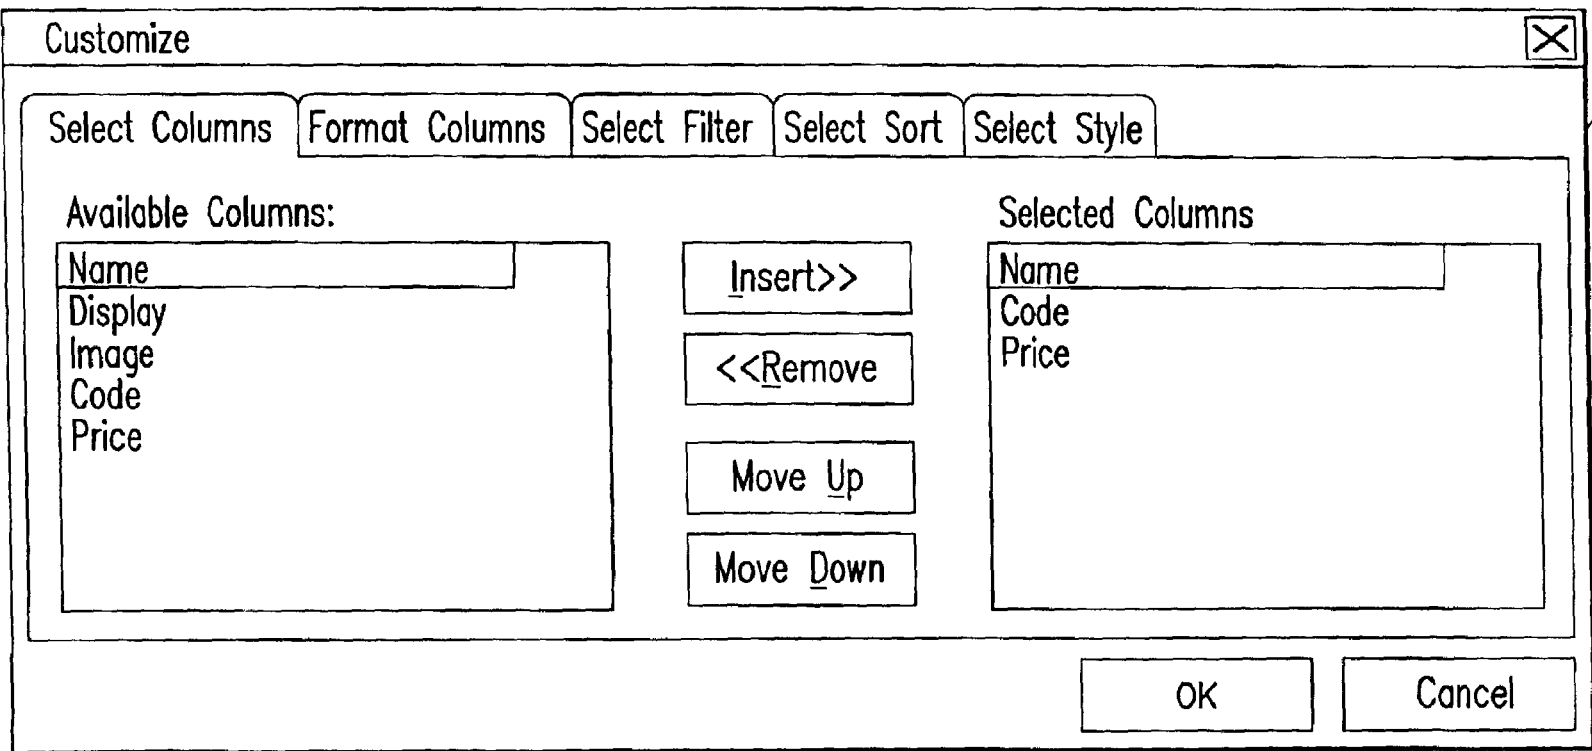 Customize
Select Columns Format Columns Select Filter Select Sort Select Style
Available Columns:
Name
Display
Image
Code
Price
Insert>>
<<Remove
Move Up
Move Down
Selected Columns
Name
Code
Price
OK Cancel